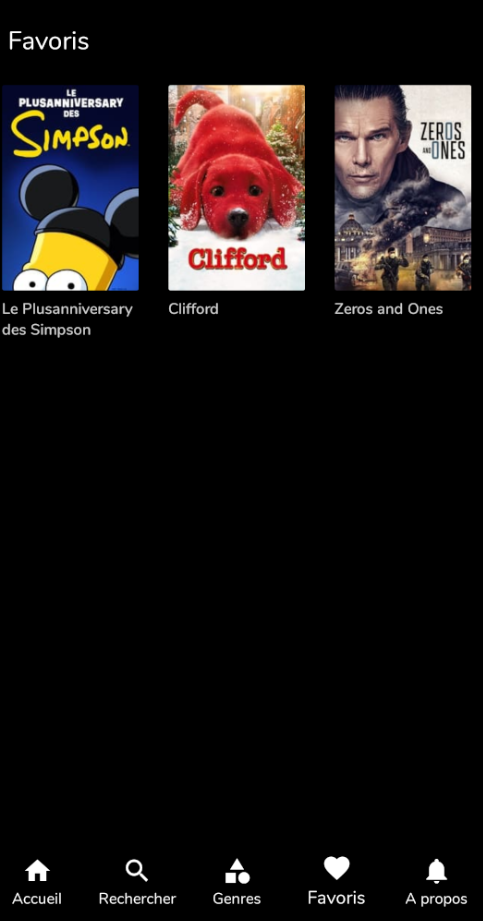 Favoris
LE
PLUSANNIVERSARY
DES
SIMPSON
Clifford
ZEROS
AND ONES
Le Plusanniversary
des Simpson
Clifford
Zeros and Ones
Accueil
Rechercher
Genres
Favoris
A propos